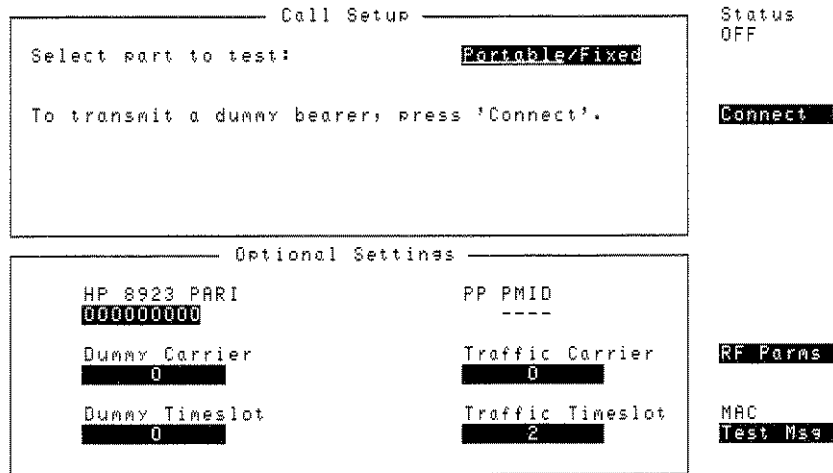 Call Setup
Select part to test: Portable/Fixed
To transmit a dummy bearer, press 'Connect'.
Optional Settings
HP 8923 PARI PP PMID
000000000 ----
Dummy Carrier Traffic Carrier
0 0
Dummy Timeslot Traffic Timeslot
0 2
Status
OFF
Connect
RF Parms
MAC
Test Msg